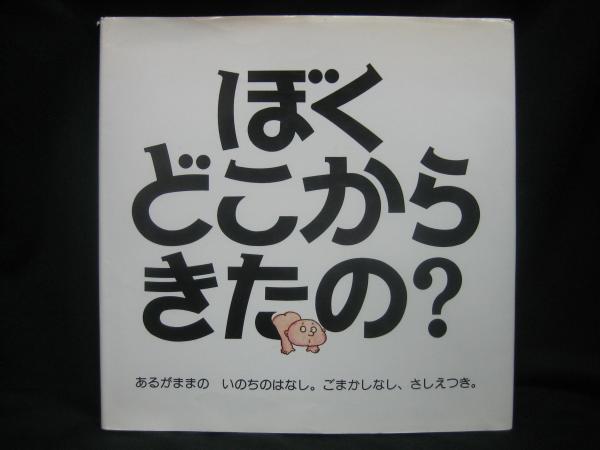 ぼく
どこから
きたの?
あるがままの　いのちのはなし。ごまかしなし、さしえつき。